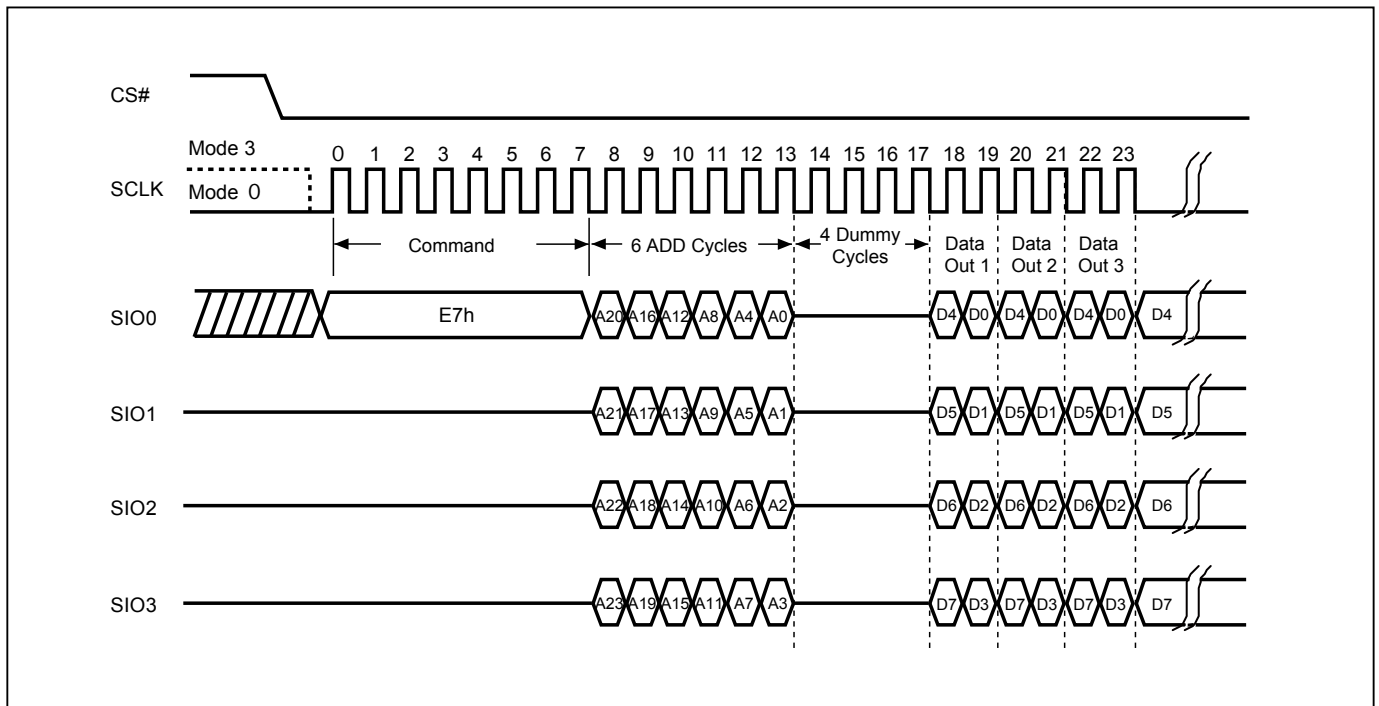 CS#
Mode 3
0 1 2 3 4 5 6 7 8 9 10 11 12 13 14 15 16 17 18 19 20 21 22 23
SCLK
Mode 0
Command
6 ADD Cycles
4 Dummy
Cycles
Data
Out 1
Data
Out 2
Data
Out 3
SIO0
E7h
A20 A16 A12 A8 A4 A0
D4 D0 D4 D0 D4 D0 D4
SIO1
A21 A17 A13 A9 A5 A1
D5 D1 D5 D1 D5 D1 D5
SIO2
A22 A18 A14 A10 A6 A2
D6 D2 D6 D2 D6 D2 D6
SIO3
A23 A19 A15 A11 A7 A3
D7 D3 D7 D3 D7 D3 D7